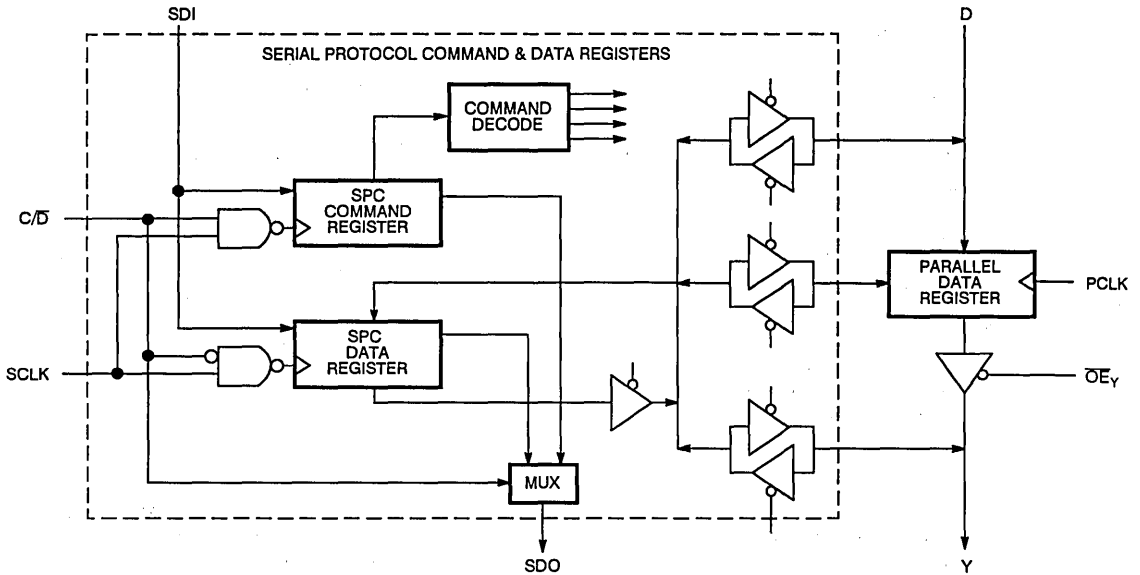 SDI
D
SERIAL PROTOCOL COMMAND & DATA REGISTERS
COMMAND
DECODE
SPC
COMMAND
REGISTER
C/D̅
PARALLEL
DATA
REGISTER
PCLK
SPC
DATA
REGISTER
SCLK
O̅E̅Y
MUX
SDO
Y